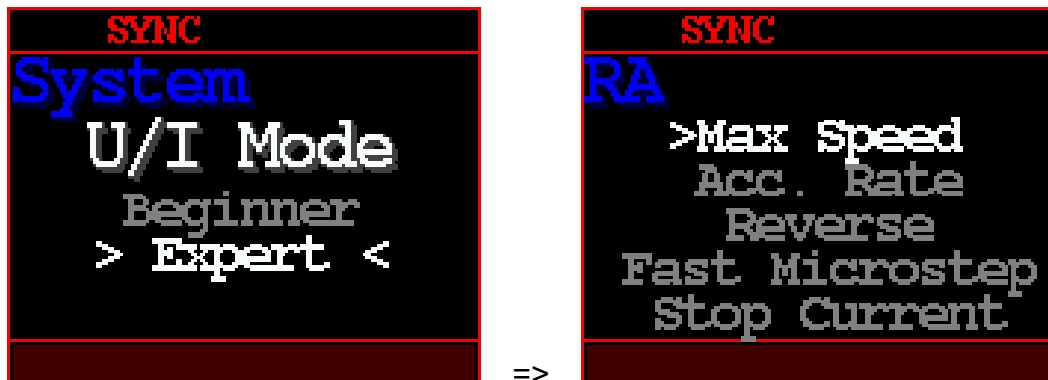 SYNC
System
U/I Mode
Beginner
> Expert <
=>
SYNC
RA
>Max Speed
Acc. Rate
Reverse
Fast Microstep
Stop Current